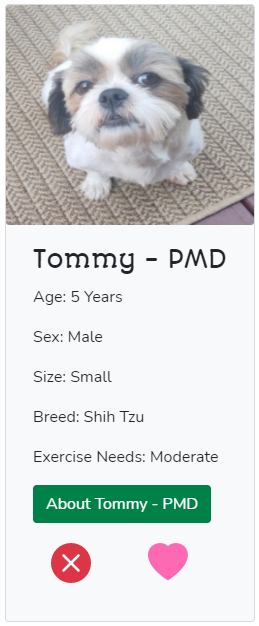 Tommy - PMD
Age: 5 Years
Sex: Male
Size: Small
Breed: Shih Tzu
Exercise Needs: Moderate
About Tommy - PMD